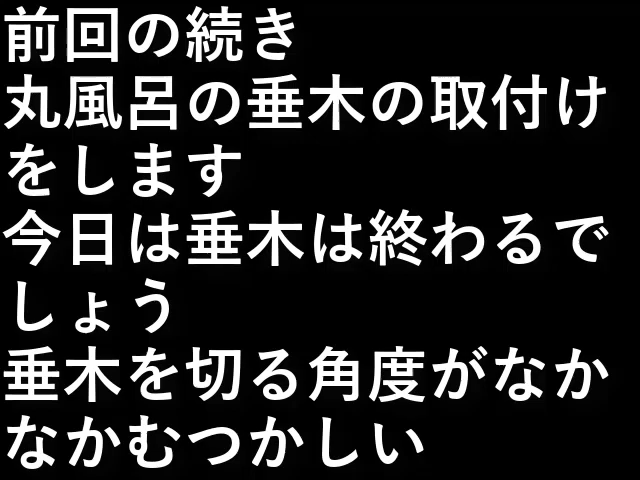 前回の続き
丸風呂の垂木の取付け
をします
今日は垂木は終わるで
しょう
垂木を切る角度がなか
なかむつかしい